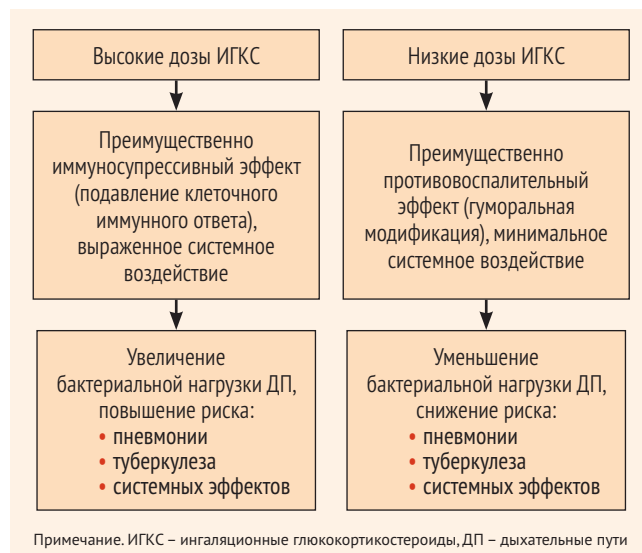 Высокие дозы ИГКС
Преимущественно
иммуносупрессивный эффект
(подавление клеточного
иммунного ответа),
выраженное системное
воздействие
Увеличение
бактериальной нагрузки ДП,
повышение риска:
• пневмонии
• туберкулеза
• системных эффектов
Низкие дозы ИГКС
Преимущественно
противовоспалительный
эффект (гуморальная
модификация), минимальное
системное воздействие
Уменьшение
бактериальной нагрузки ДП,
снижение риска:
• пневмонии
• туберкулеза
• системных эффектов
Примечание. ИГКС – ингаляционные глюкокортикостероиды, ДП – дыхательные пути